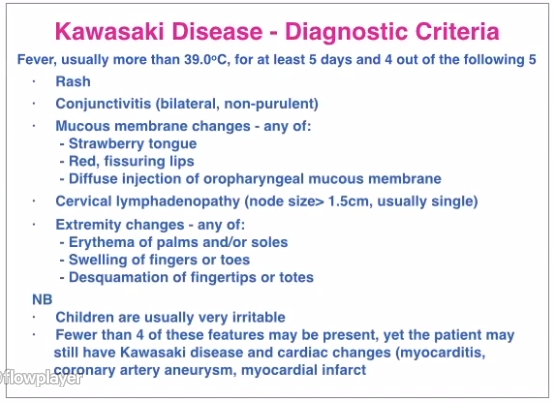 Kawasaki Disease - Diagnostic Criteria
Fever, usually more than 39.0ºC, for at least 5 days and 4 out of the following 5
· Rash
· Conjunctivitis (bilateral, non-purulent)
· Mucous membrane changes - any of:
- Strawberry tongue
- Red, fissuring lips
- Diffuse injection of oropharyngeal mucous membrane
· Cervical lymphadenopathy (node size> 1.5cm, usually single)
· Extremity changes - any of:
- Erythema of palms and/or soles
- Swelling of fingers or toes
- Desquamation of fingertips or totes
NB
· Children are usually very irritable
· Fewer than 4 of these features may be present, yet the patient may
still have Kawasaki disease and cardiac changes (myocarditis,
coronary artery aneurysm, myocardial infarct
flowplayer